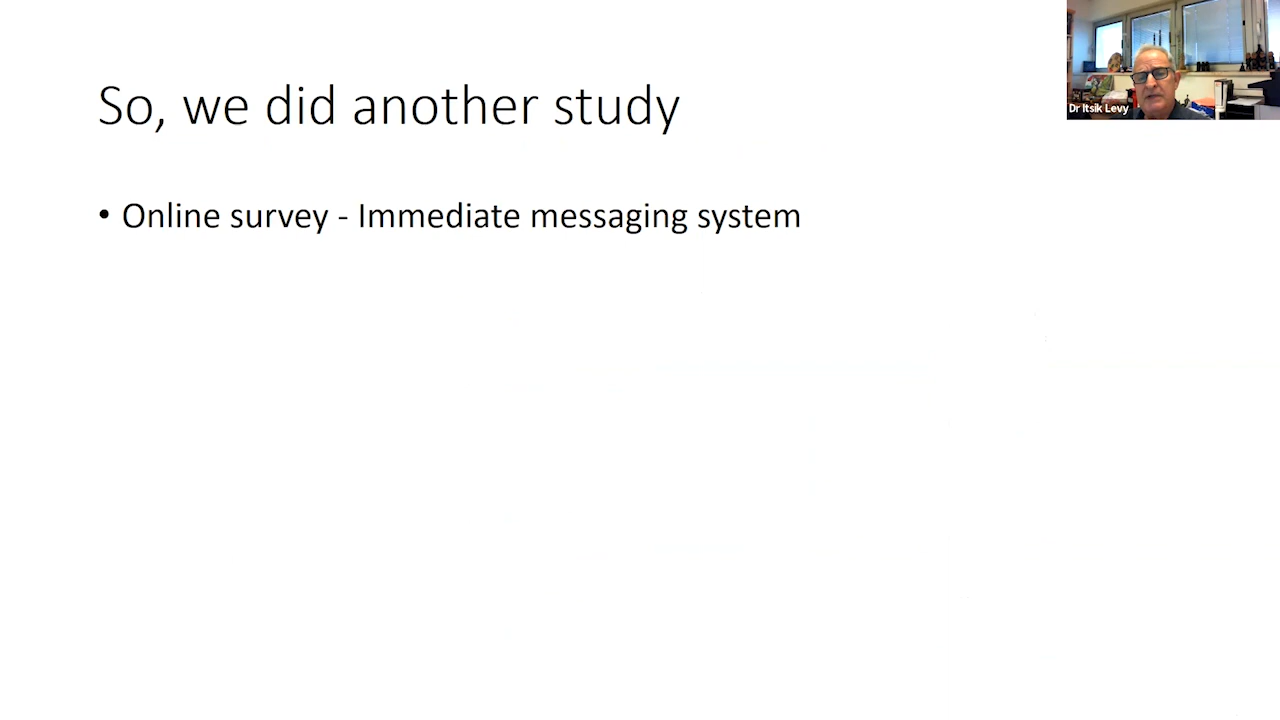 So, we did another study
Dr Itsik Levy
• Online survey - Immediate messaging system